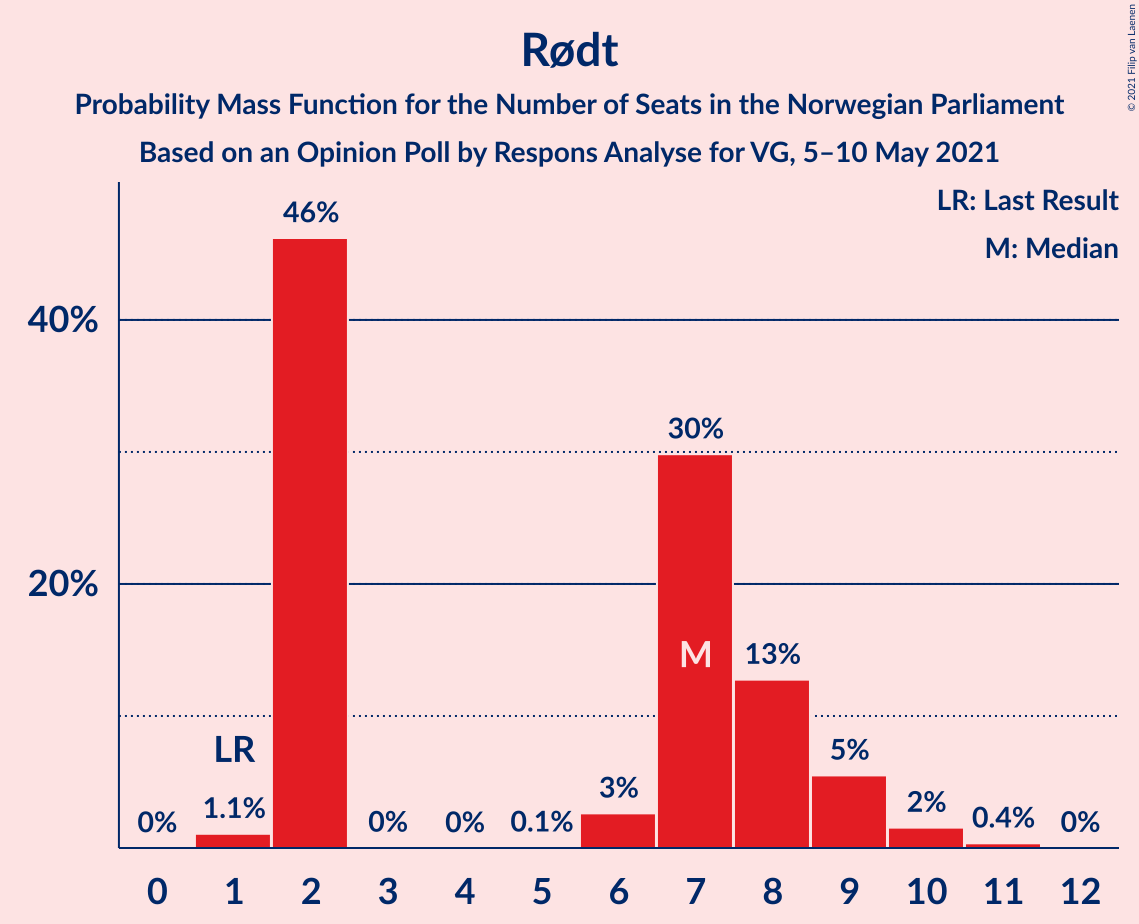 Rødt
Probability Mass Function for the Number of Seats in the Norwegian Parliament
Based on an Opinion Poll by Respons Analyse for VG, 5–10 May 2021
© 2021 Filip van Laenen
LR: Last Result
M: Median
40%
20%
0%
1.1%
LR
46%
0%
0%
0.1%
3%
30%
M
13%
5%
2%
0.4%
0%
0 1 2 3 4 5 6 7 8 9 10 11 12